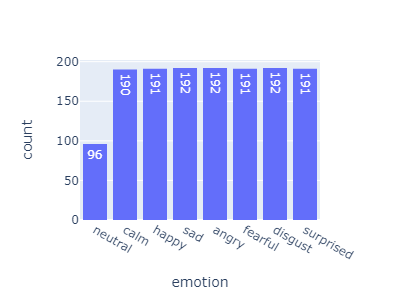 200
150
100
50
0
count
96
190
191
192
192
191
192
191
neutral
calm
happy
sad
angry
fearful
disgust
surprised
emotion